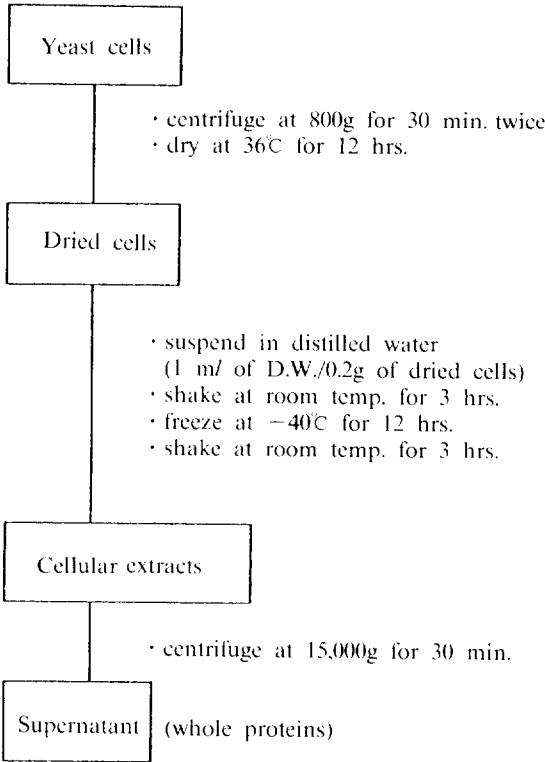 Yeast cells
· centrifuge at 800g for 30 min. twice
· dry at 36℃ for 12 hrs.
Dried cells
· suspend in distilled water
(1 ml of D.W./0.2g of dried cells)
· shake at room temp. for 3 hrs.
· freeze at −40℃ for 12 hrs.
· shake at room temp. for 3 hrs.
Cellular extracts
· centrifuge at 15,000g for 30 min.
Supernatant (whole proteins)